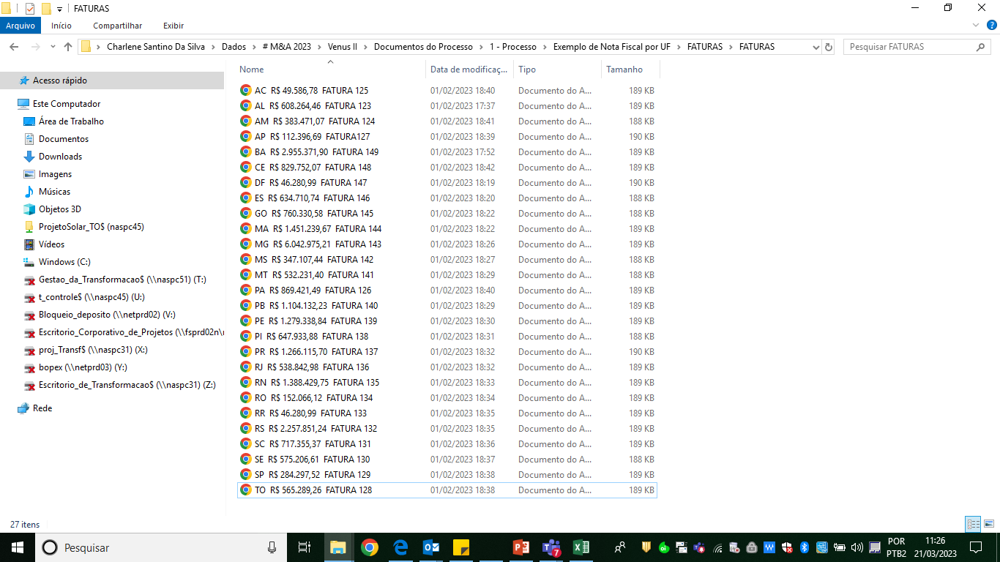 FATURAS
Arquivo Início Compartilhar Exibir
Charlene Santino Da Silva Dados # M&A 2023 Venus II Documentos do Processo 1 - Processo Exemplo de Nota Fiscal por UF FATURAS FATURAS Pesquisar FATURAS
Nome Data de modificaç... Tipo Tamanho
Acesso rápido
Este Computador
Área de Trabalho
Documentos
Downloads
Imagens
Músicas
Objetos 3D
ProjetoSolar_TO$ (naspc45)
Vídeos
Windows (C:)
Gestao_da_Transformacao$ (\\naspc51) (T:)
t_controle$ (\\naspc45) (U:)
Bloqueio_deposito (\\netprd02) (V:)
Escritorio_Corporativo_de_Projetos (\\fsprd02n\n
proj_Transf$ (\\naspc31) (X:)
bopex (\\netprd03) (Y:)
Escritorio_de_Transformacao$ (\\naspc31) (Z:)
Rede
AC R$ 49.586,78 FATURA 125 01/02/2023 18:40 Documento do A... 189 KB
AL R$ 608.264,46 FATURA 123 01/02/2023 17:37 Documento do A... 189 KB
AM R$ 383.471,07 FATURA 124 01/02/2023 18:41 Documento do A... 188 KB
AP R$ 112.396,69 FATURA127 01/02/2023 18:39 Documento do A... 190 KB
BA R$ 2.955.371,90 FATURA 149 01/02/2023 17:52 Documento do A... 189 KB
CE R$ 829.752,07 FATURA 148 01/02/2023 18:42 Documento do A... 189 KB
DF R$ 46.280,99 FATURA 147 01/02/2023 18:19 Documento do A... 190 KB
ES R$ 634.710,74 FATURA 146 01/02/2023 18:20 Documento do A... 188 KB
GO R$ 760.330,58 FATURA 145 01/02/2023 18:22 Documento do A... 188 KB
MA R$ 1.451.239,67 FATURA 144 01/02/2023 18:22 Documento do A... 189 KB
MG R$ 6.042.975,21 FATURA 143 01/02/2023 18:26 Documento do A... 189 KB
MS R$ 347.107,44 FATURA 142 01/02/2023 18:27 Documento do A... 188 KB
MT R$ 532.231,40 FATURA 141 01/02/2023 18:29 Documento do A... 188 KB
PA R$ 869.421,49 FATURA 126 01/02/2023 18:40 Documento do A... 189 KB
PB R$ 1.104.132,23 FATURA 140 01/02/2023 18:29 Documento do A... 189 KB
PE R$ 1.279.338,84 FATURA 139 01/02/2023 18:30 Documento do A... 189 KB
PI R$ 647.933,88 FATURA 138 01/02/2023 18:31 Documento do A... 188 KB
PR R$ 1.266.115,70 FATURA 137 01/02/2023 18:32 Documento do A... 190 KB
RJ R$ 538.842,98 FATURA 136 01/02/2023 18:32 Documento do A... 189 KB
RN R$ 1.388.429,75 FATURA 135 01/02/2023 18:33 Documento do A... 189 KB
RO R$ 152.066,12 FATURA 134 01/02/2023 18:34 Documento do A... 189 KB
RR R$ 46.280,99 FATURA 133 01/02/2023 18:35 Documento do A... 189 KB
RS R$ 2.257.851,24 FATURA 132 01/02/2023 18:35 Documento do A... 189 KB
SC R$ 717.355,37 FATURA 131 01/02/2023 18:36 Documento do A... 189 KB
SE R$ 575.206,61 FATURA 130 01/02/2023 18:37 Documento do A... 188 KB
SP R$ 284.297,52 FATURA 129 01/02/2023 18:38 Documento do A... 189 KB
TO R$ 565.289,26 FATURA 128 01/02/2023 18:38 Documento do A... 189 KB
27 itens
Pesquisar
POR 11:26
PTB2 21/03/2023